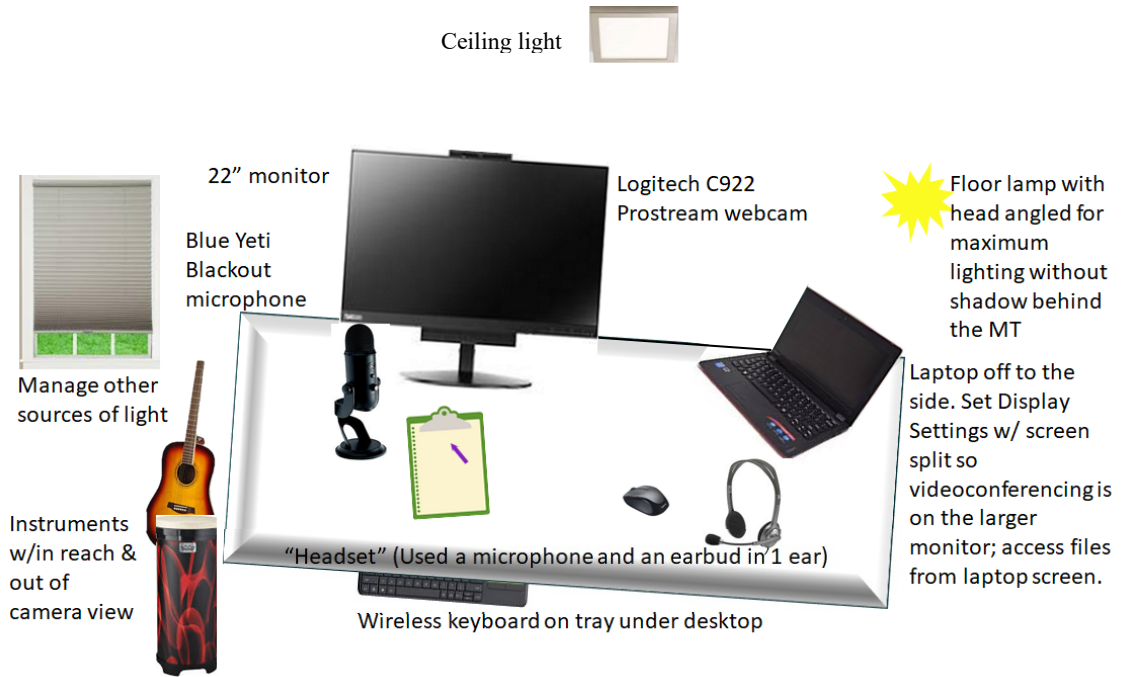 Ceiling light
22” monitor
Logitech C922
Prostream webcam
Blue Yeti
Blackout
microphone
Floor lamp with
head angled for
maximum
lighting without
shadow behind
the MT
Manage other
sources of light
Laptop off to the
side. Set Display
Settings w/ screen
split so
videoconferencing is
on the larger
monitor; access files
from laptop screen.
Instruments
w/in reach &
out of
camera view
“Headset” (Used a microphone and an earbud in 1 ear)
Wireless keyboard on tray under desktop